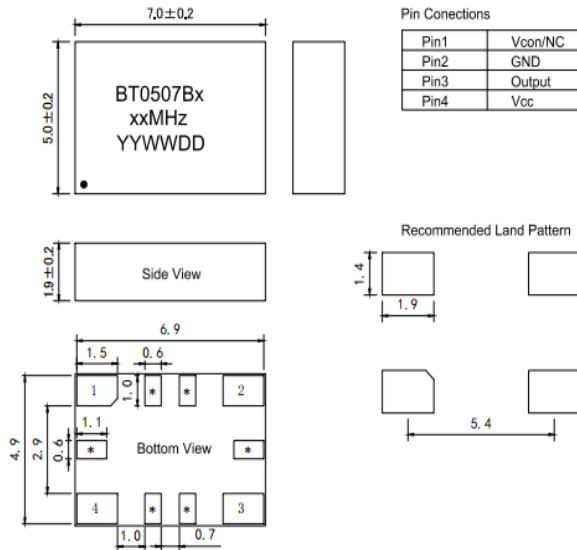 7.0±0.2
Pin Conections
Pin1 Vcon/NC
Pin2 GND
Pin3 Output
Pin4 Vcc
5.0±0.2
BT0507Bx
xxMHz
YYWWDD
Recommended Land Pattern
1.9±0.2
Side View
1.4
1.9
6.9
1.5 0.6
1 * * 2
1.0
1.1
4.9
2.9
0.6
* Bottom View *
5.4
4 * * 3
1.0 0.7